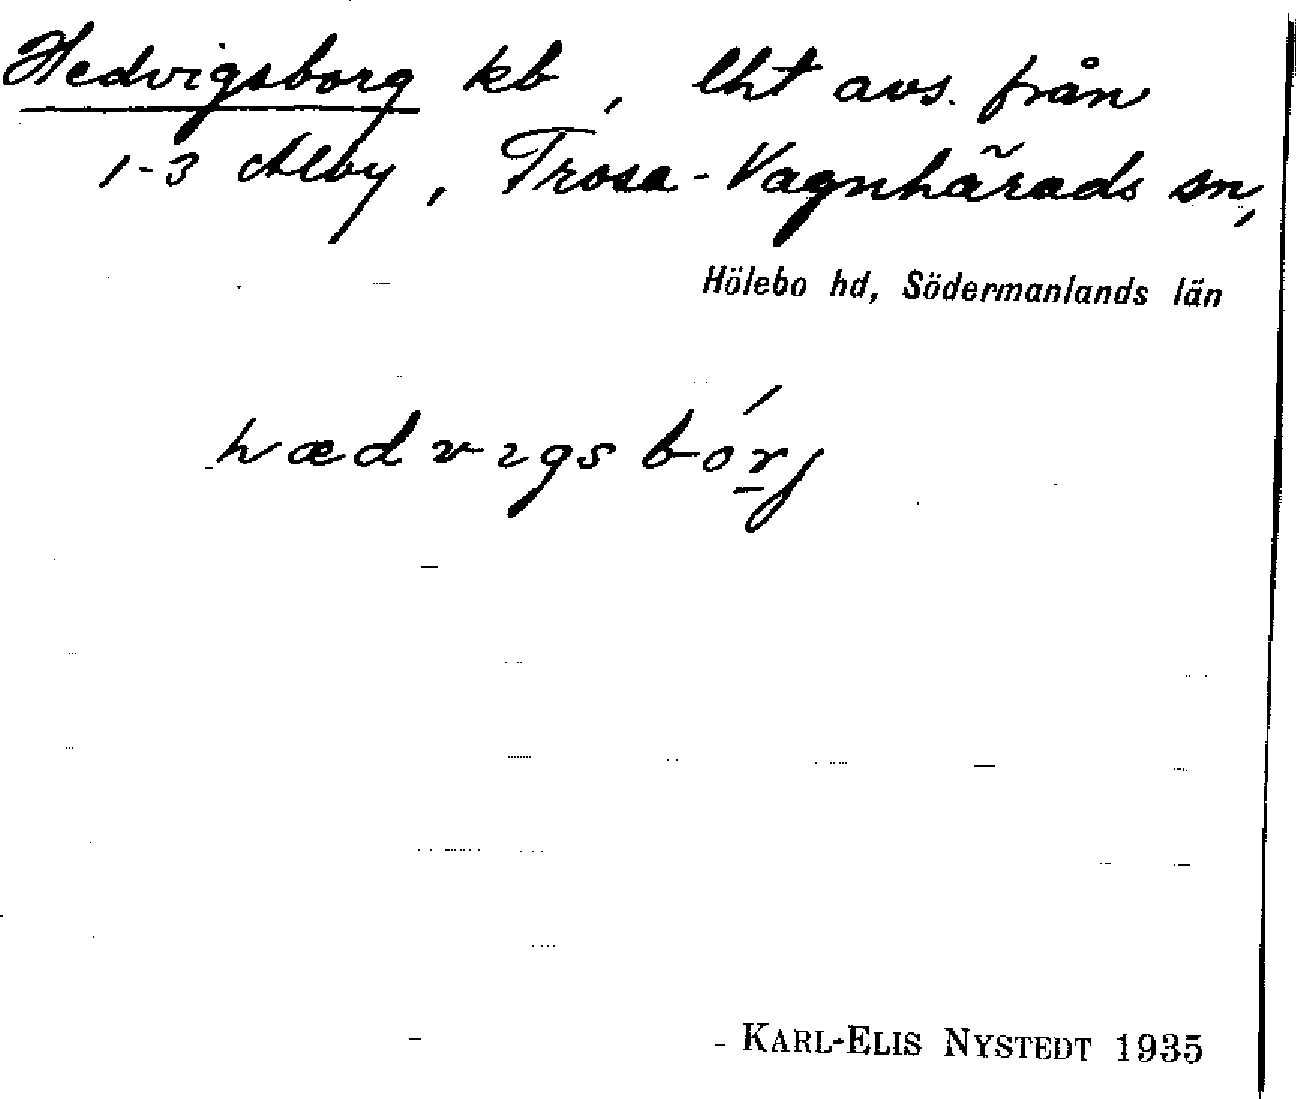 Hedvigsborg kb, lht avs. från
1-3 Alby, Trosa-Vagnhärads sn,
Hölebo hd, Södermanlands län
hædvɩgsbórj
KARL-ELIS NYSTEDT 1935